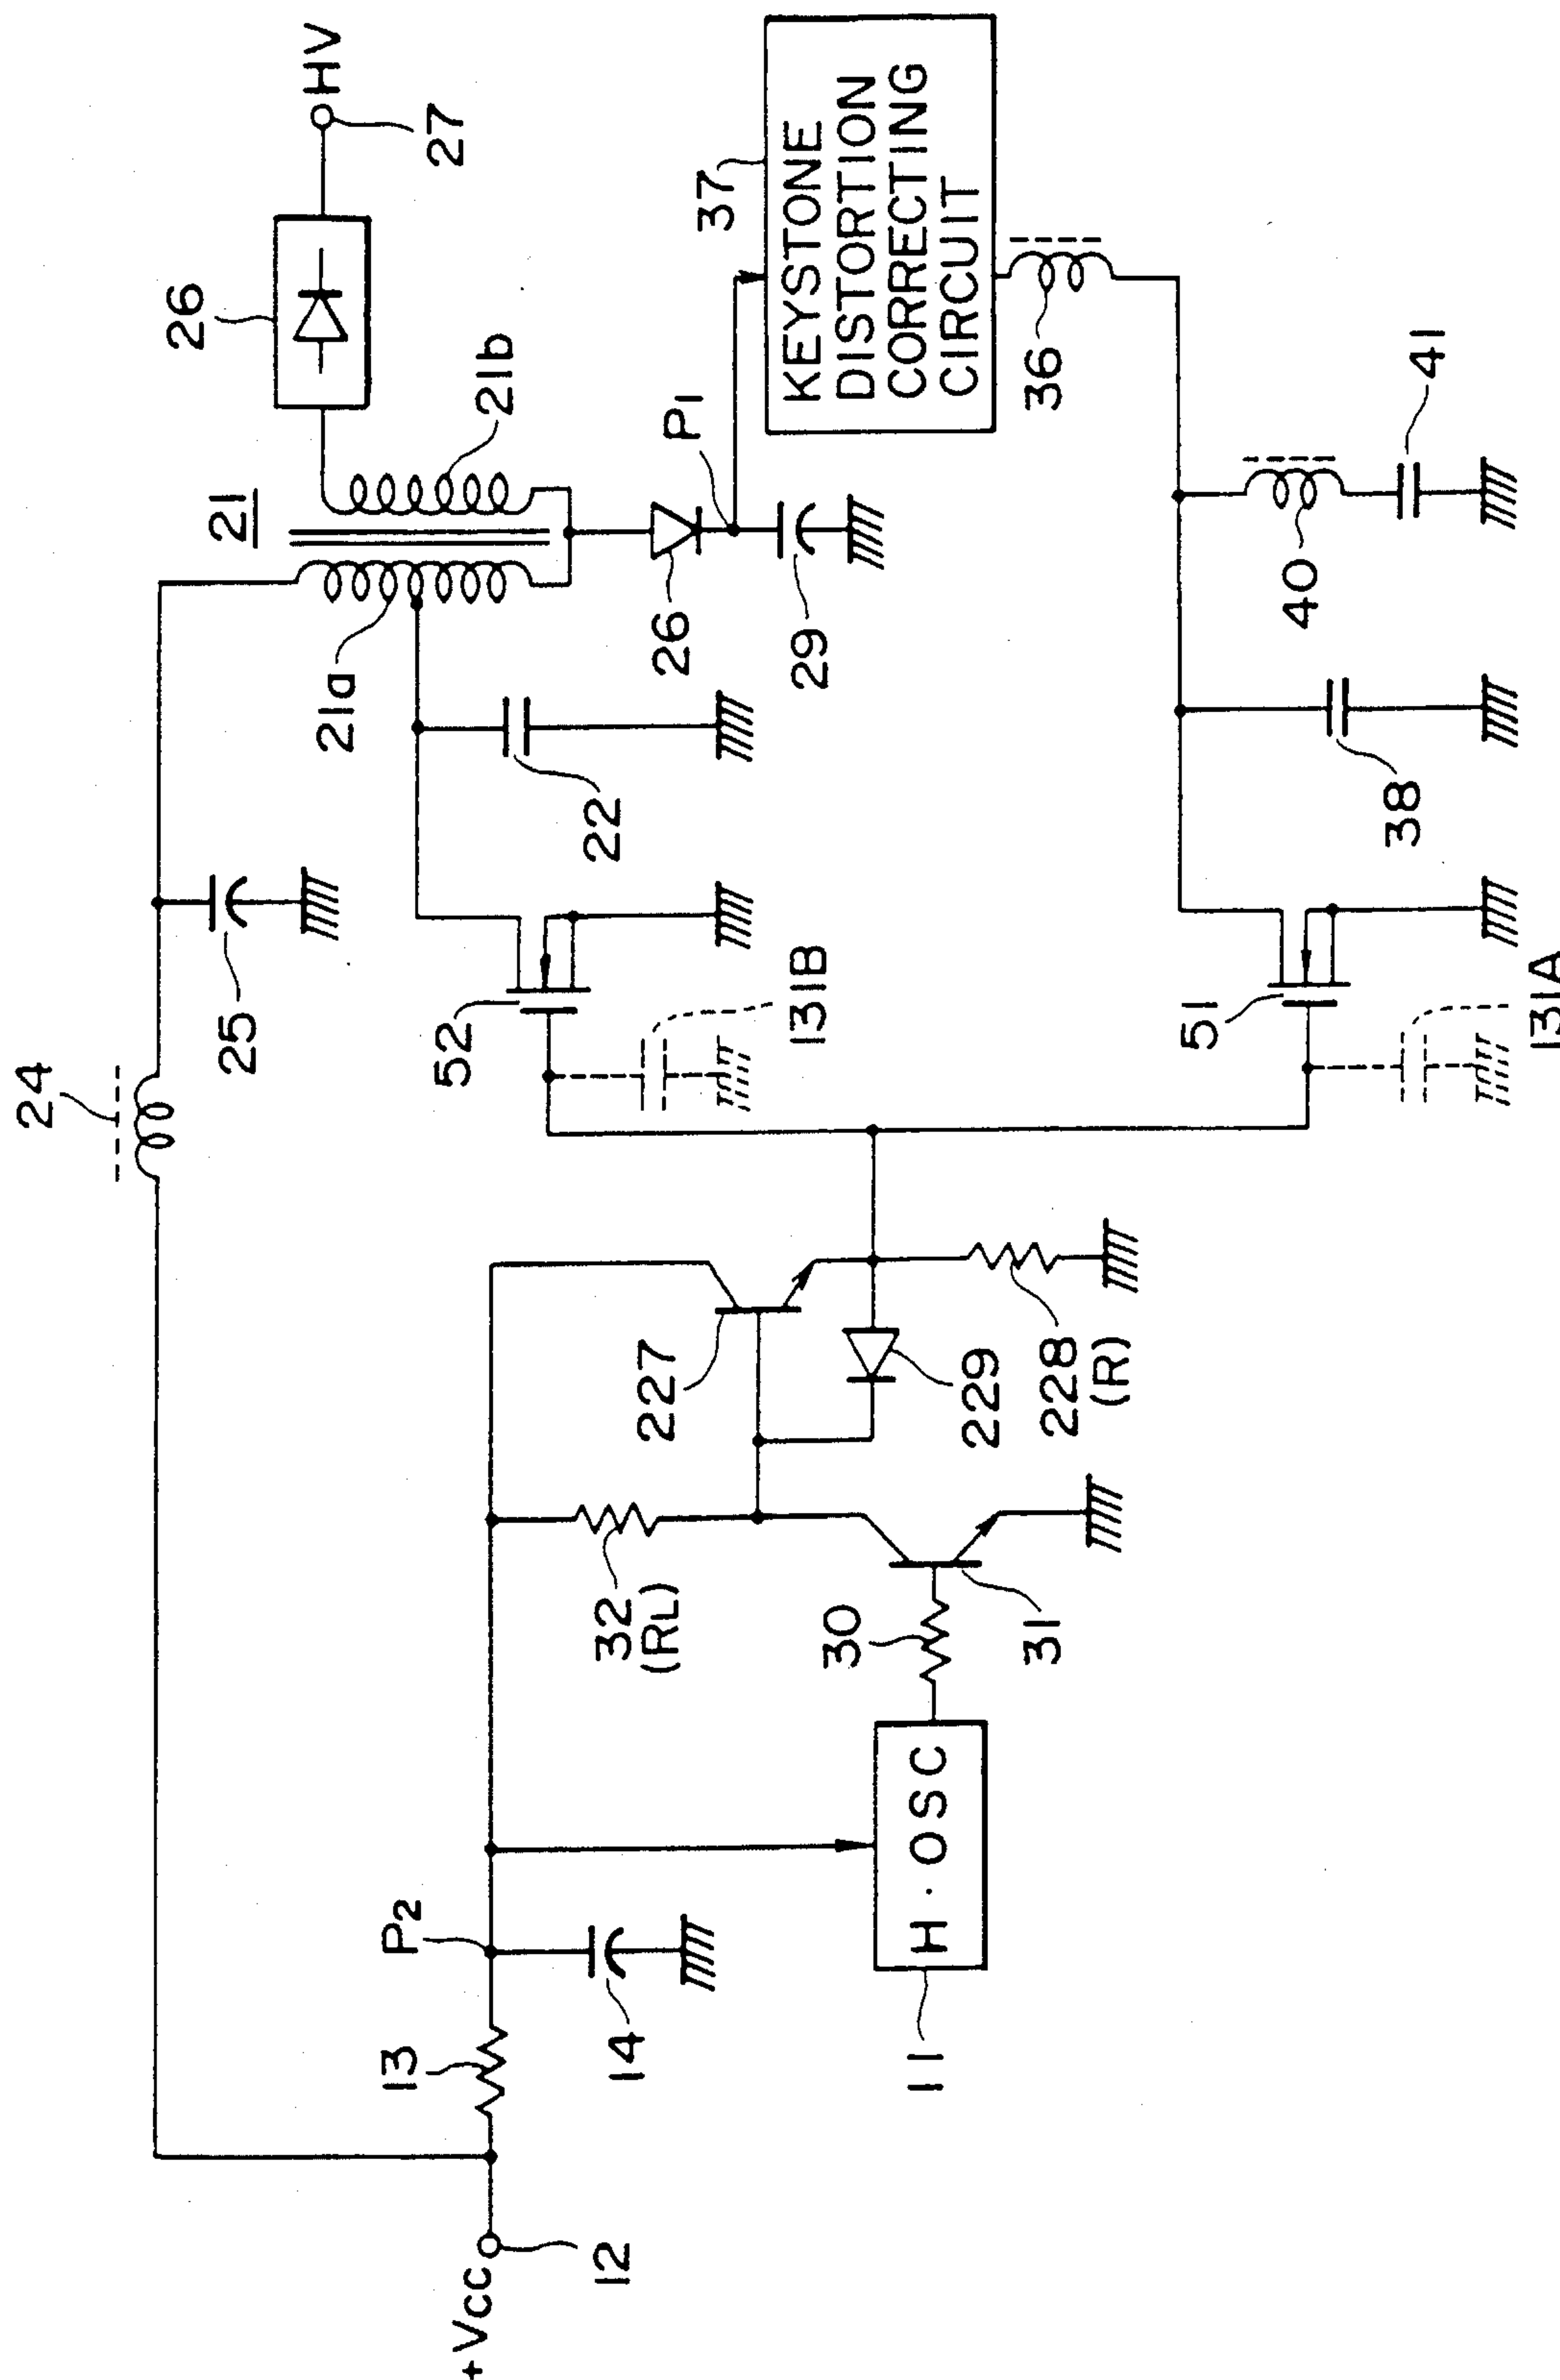 24
25
21
26
HV
27
21a
21b
22
52
131B
26
29
P1
37
KEYSTONE
DISTORTION
CORRECTING
CIRCUIT
36
+Vcc
12
13
P2
14
32
(RL)
227
229
228
(R)
H·OSC
11
30
31
51
131A
38
40
41